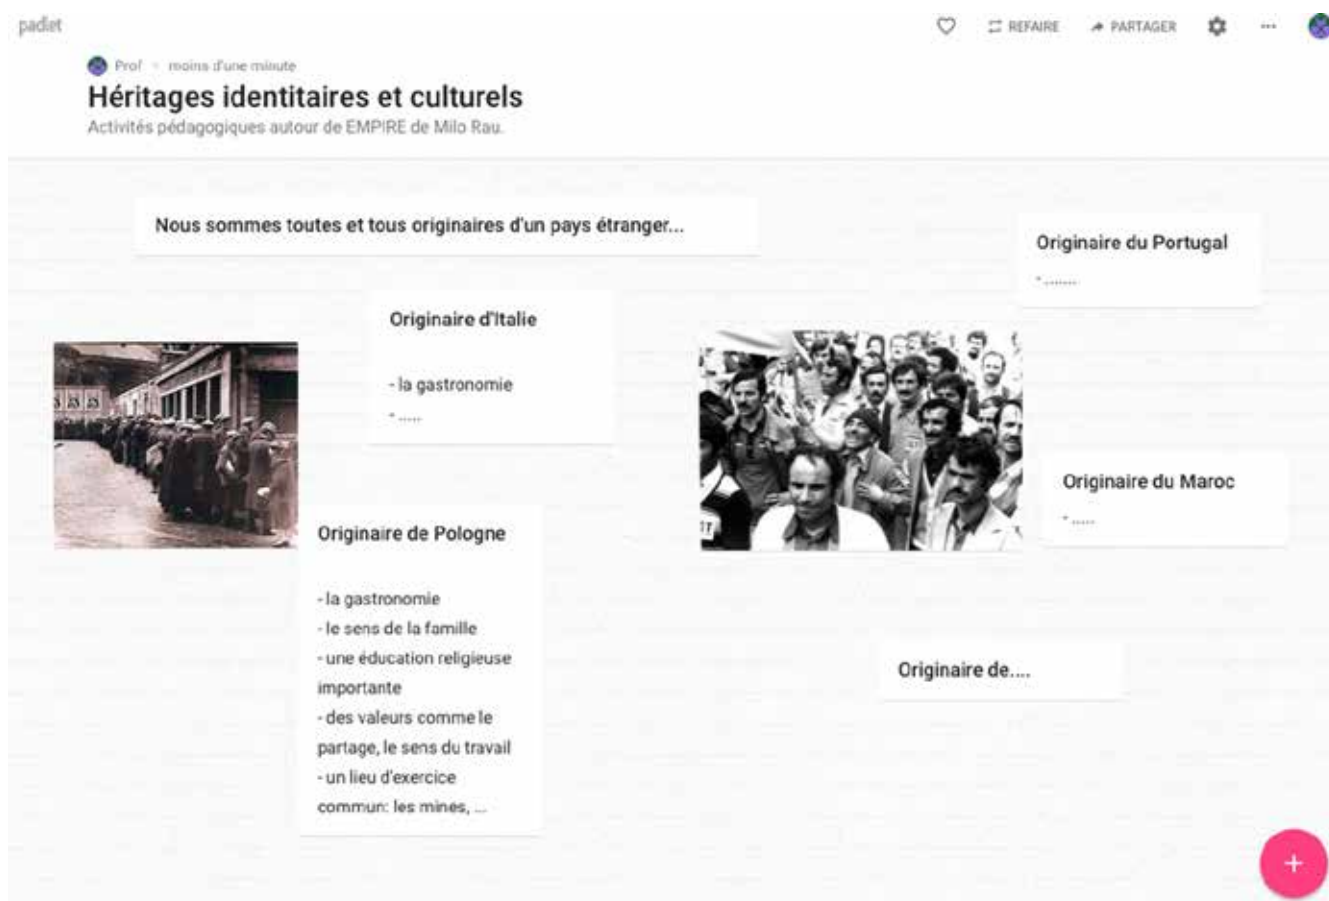 padlet
REFAIRE
PARTAGER
Prof
moins d'une minute
Héritages identitaires et culturels
Activités pédagogiques autour de EMPIRE de Milo Rau.
Nous sommes toutes et tous originaires d'un pays étranger...
Originaire du Portugal
- .......
Originaire d'Italie
- la gastronomie
- .....
Originaire de Pologne
- la gastronomie
- le sens de la famille
- une éducation religieuse
importante
- des valeurs comme le
partage, le sens du travail
- un lieu d'exercice
commun: les mines, ...
Originaire du Maroc
- .....
Originaire de....